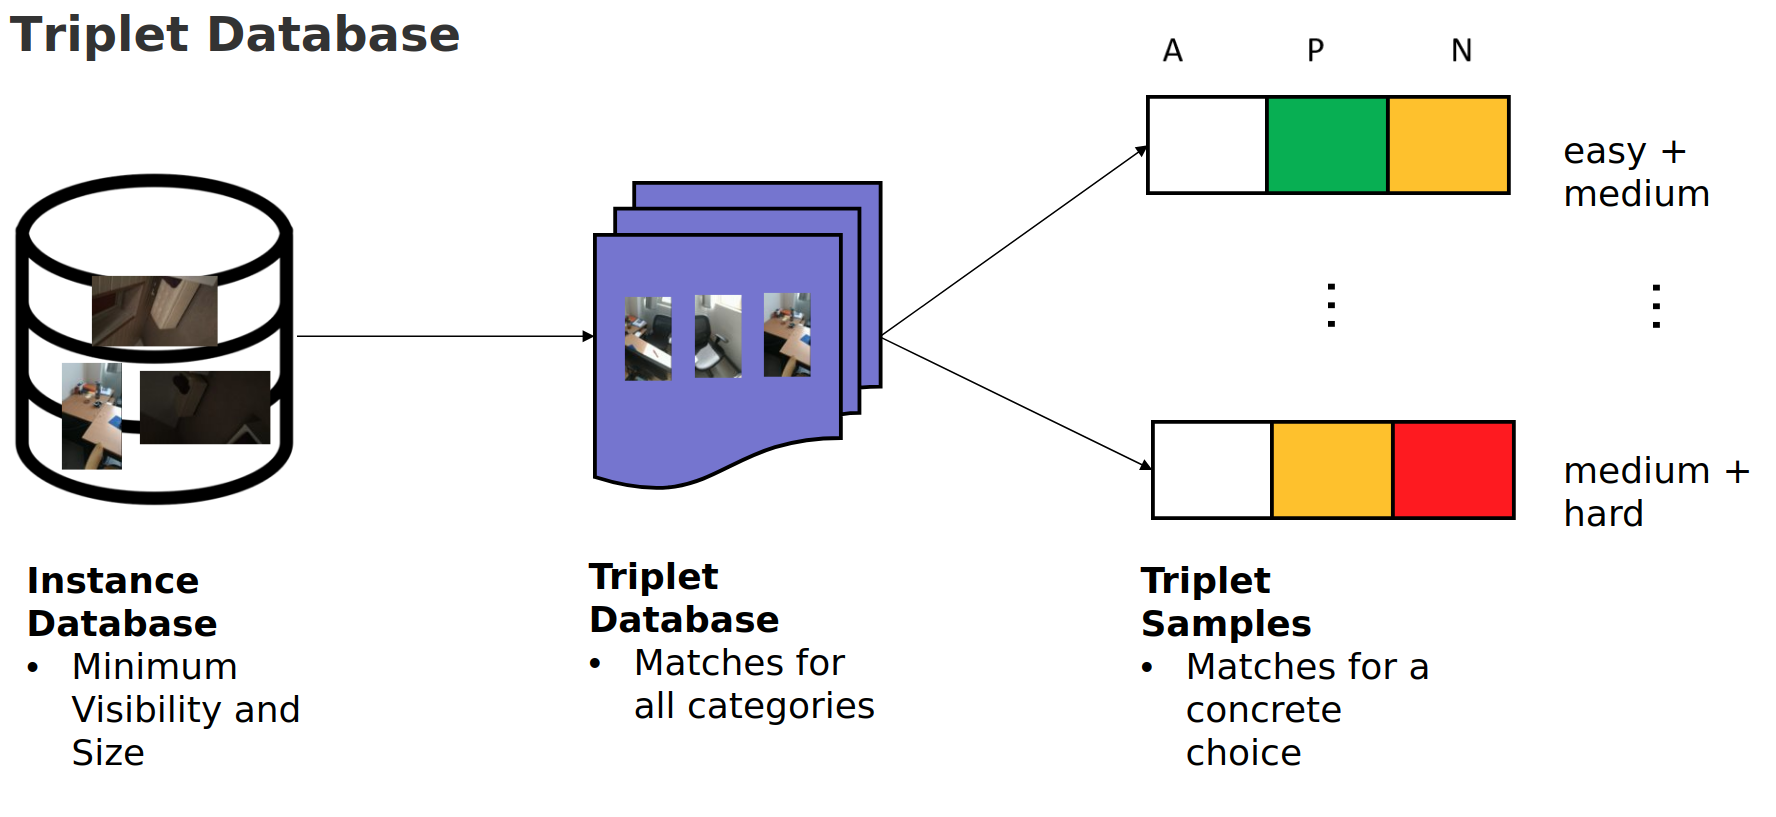 Triplet Database
A P N
easy +
medium
medium +
hard
Instance
Database
• Minimum
Visibility and
Size
Triplet
Database
• Matches for
all categories
Triplet
Samples
• Matches for a
concrete
choice